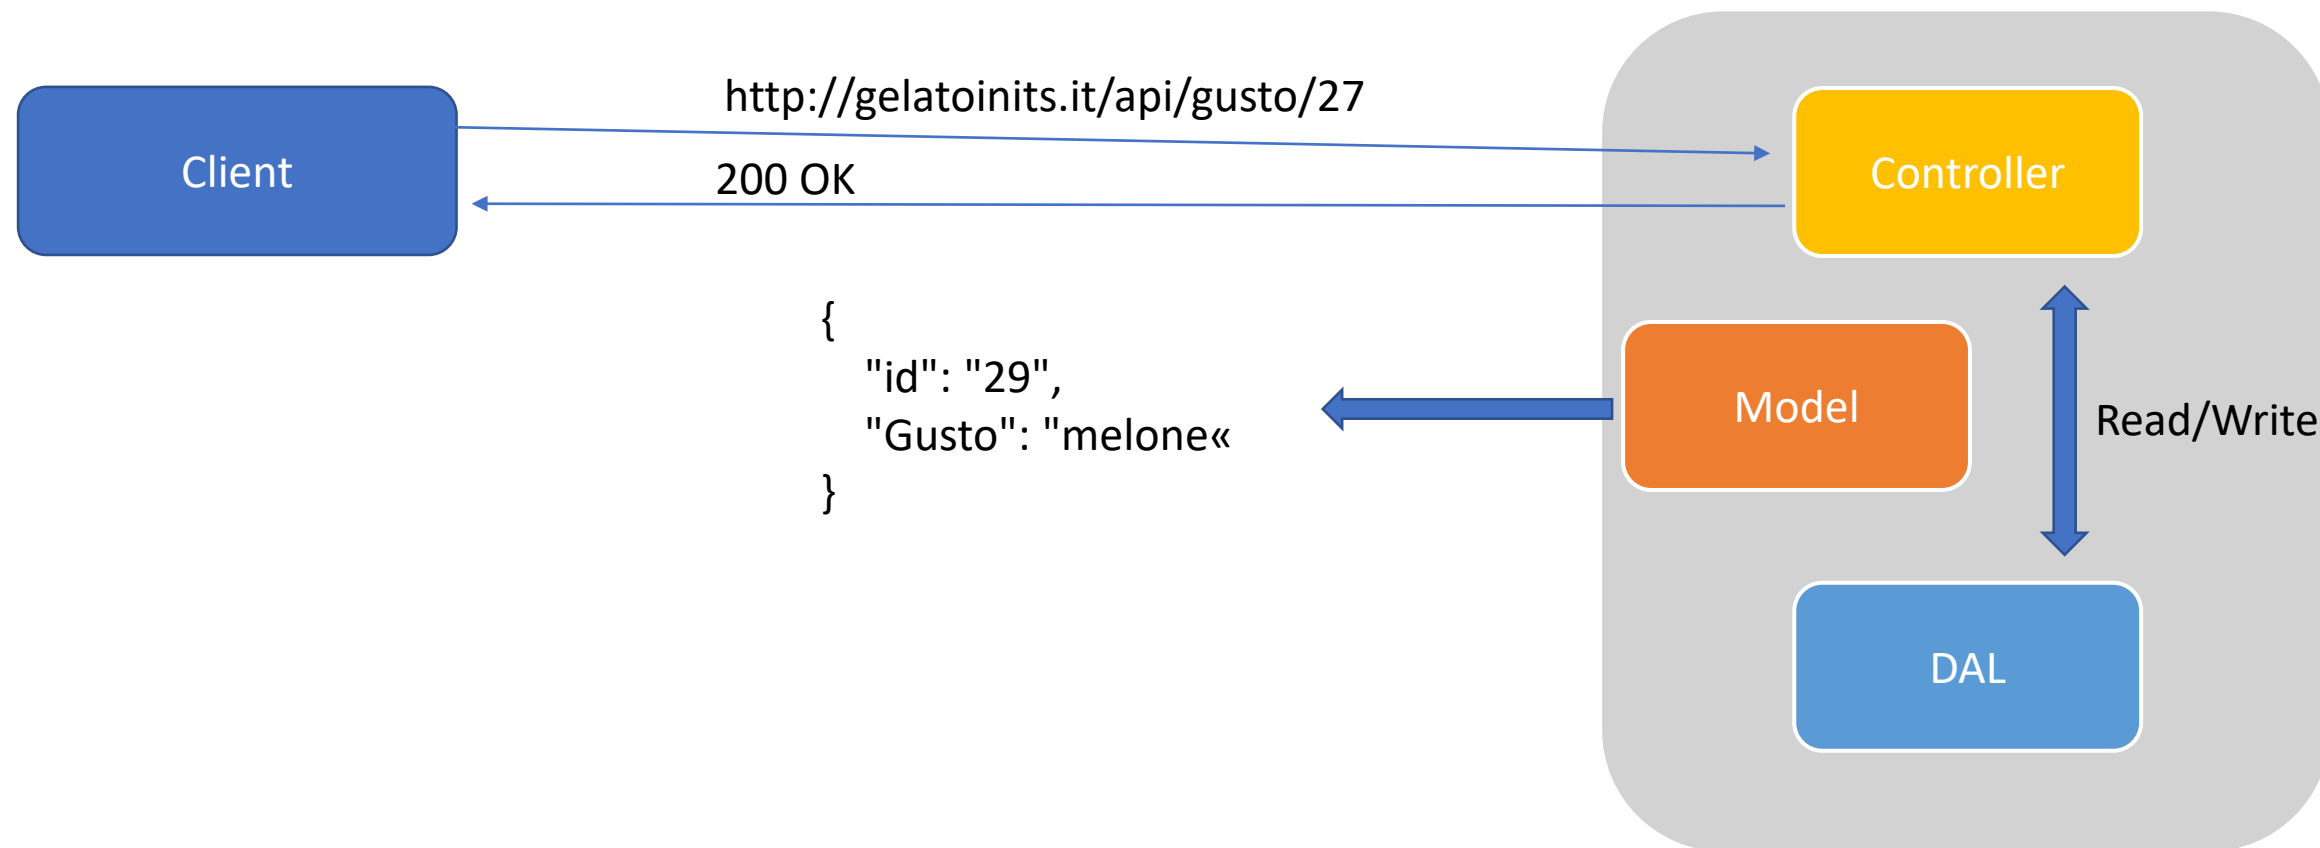 http://gelatoinits.it/api/gusto/27
Client
200 OK
Controller
{
"id": "29",
"Gusto": "melone«
}
Model
Read/Write
DAL